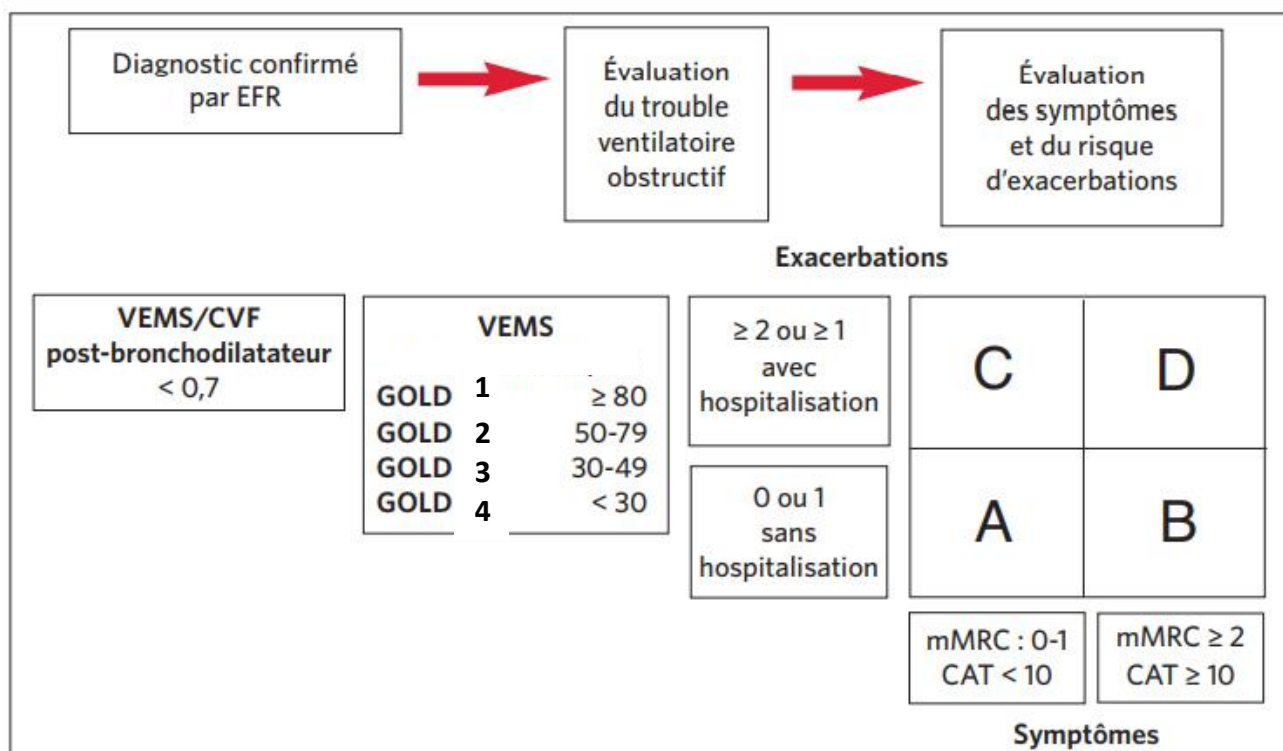 Diagnostic confirmé
par EFR
Évaluation
du trouble
ventilatoire
obstructif
Évaluation
des symptômes
et du risque
d'exacerbations
Exacerbations
VEMS/CVF
post-bronchodilatateur
< 0,7
VEMS
GOLD 1 ≥ 80
GOLD 2 50-79
GOLD 3 30-49
GOLD 4 < 30
≥ 2 ou ≥ 1
avec
hospitalisation
0 ou 1
sans
hospitalisation
C D
A B
mMRC : 0-1
CAT < 10
mMRC ≥ 2
CAT ≥ 10
Symptômes